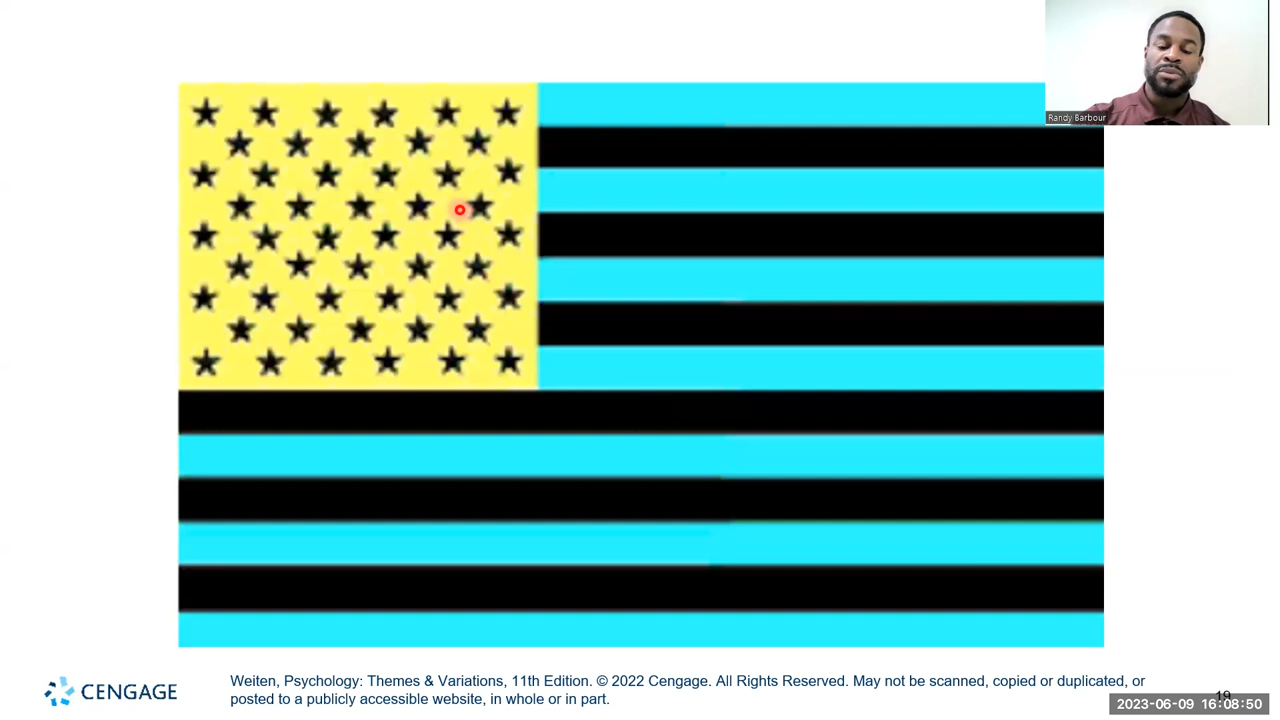 Randy Barbour
CENGAGE
Weiten, Psychology: Themes & Variations, 11th Edition. © 2022 Cengage. All Rights Reserved. May not be scanned, copied or duplicated, or
posted to a publicly accessible website, in whole or in part.
19
2023-06-09 16:08:50